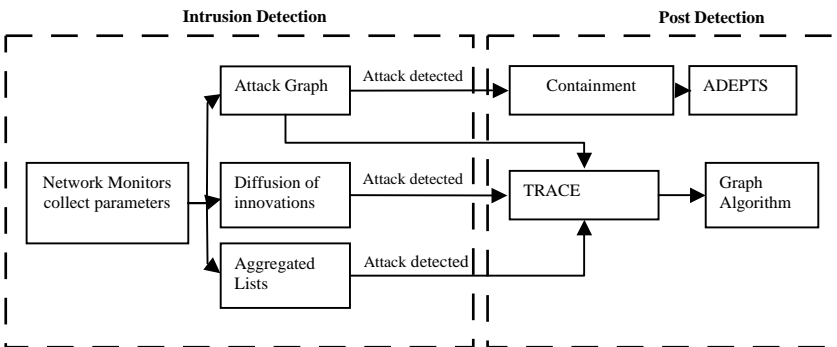 Intrusion Detection
Post Detection
Attack Graph
Attack detected
Containment
ADEPTS
Network Monitors
collect parameters
Diffusion of
innovations
Attack detected
TRACE
Graph
Algorithm
Aggregated
Lists
Attack detected